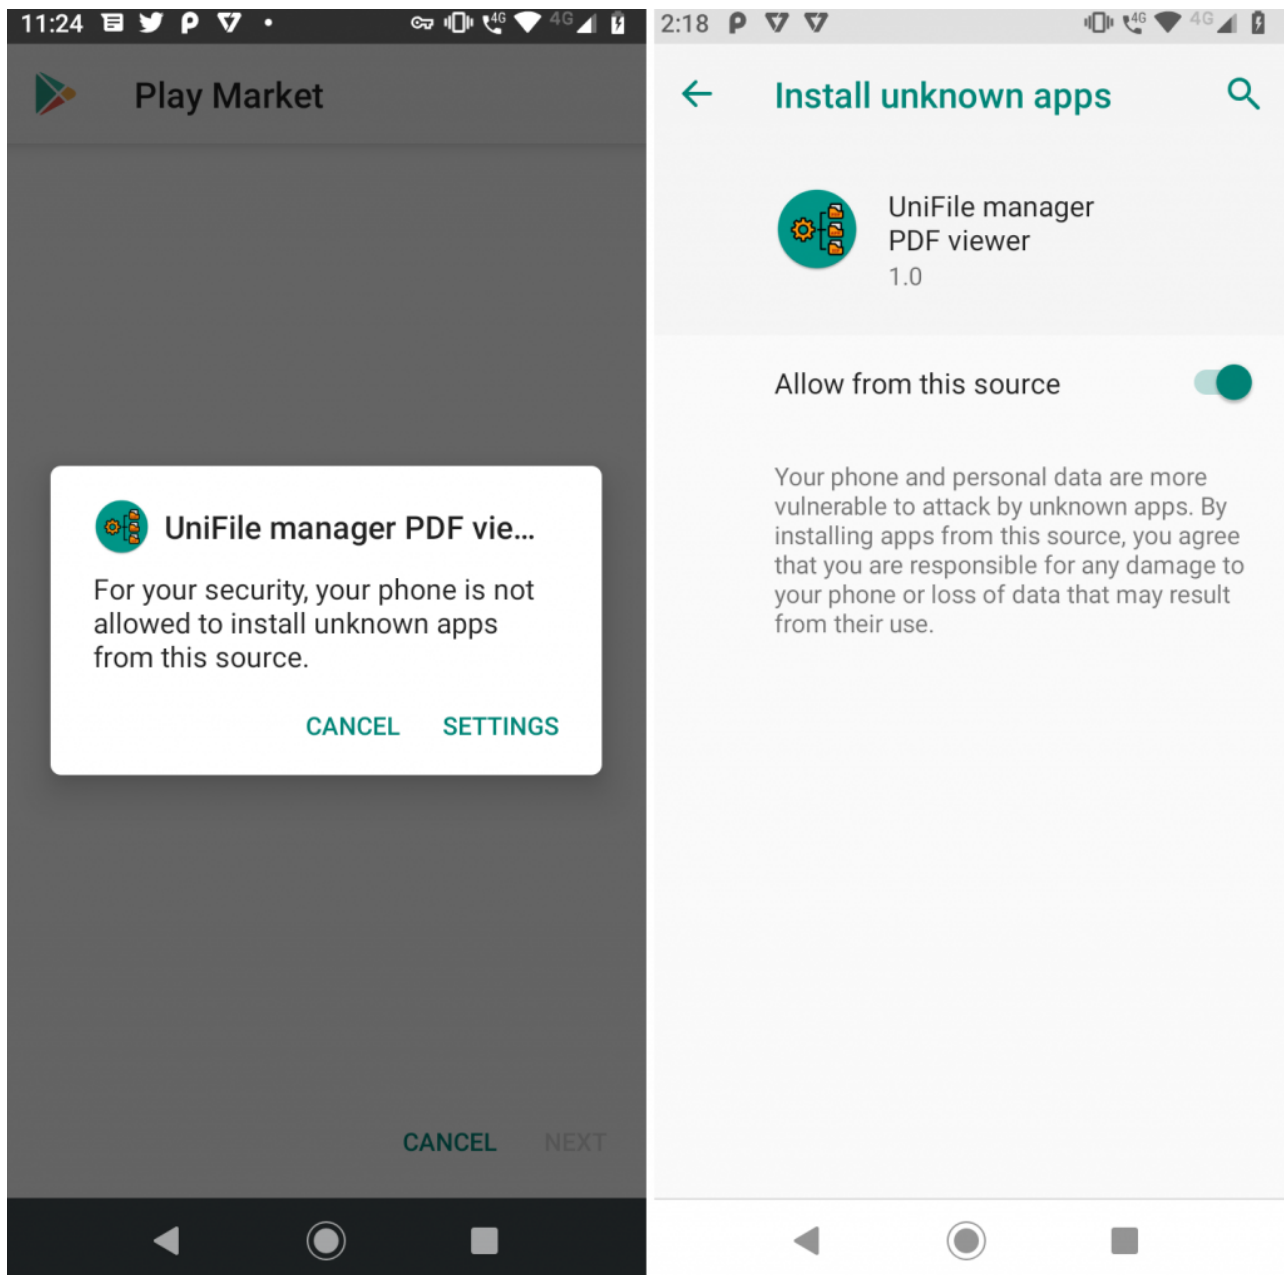 11:24
4G
4G
Play Market
UniFile manager PDF vie...
For your security, your phone is not
allowed to install unknown apps
from this source.
CANCEL
SETTINGS
CANCEL
NEXT
2:18
4G
4G
Install unknown apps
UniFile manager
PDF viewer
1.0
Allow from this source
Your phone and personal data are more
vulnerable to attack by unknown apps. By
installing apps from this source, you agree
that you are responsible for any damage to
your phone or loss of data that may result
from their use.